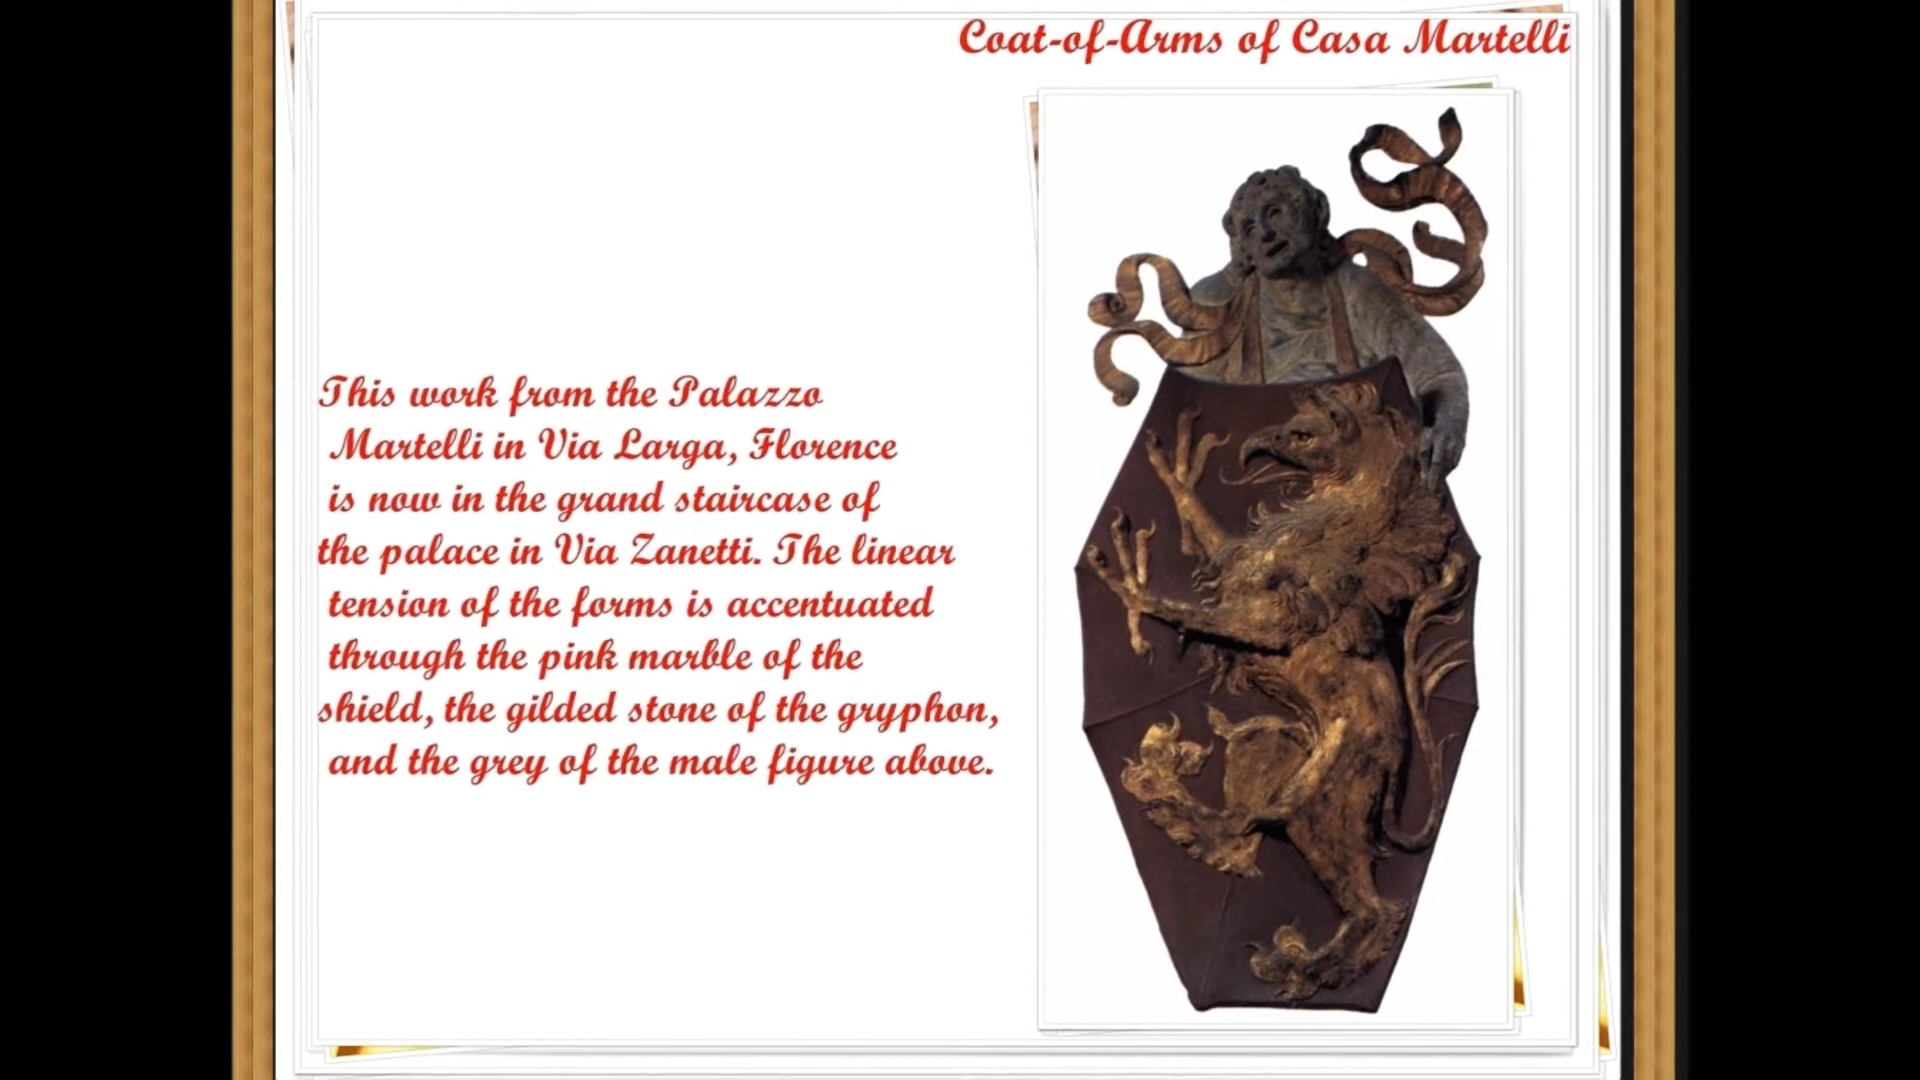 Coat-of-Arms of Casa Martelli
This work from the Palazzo
Martelli in Via Larga, Florence
is now in the grand staircase of
the palace in Via Zanetti. The linear
tension of the forms is accentuated
through the pink marble of the
shield, the gilded stone of the gryphon,
and the grey of the male figure above.